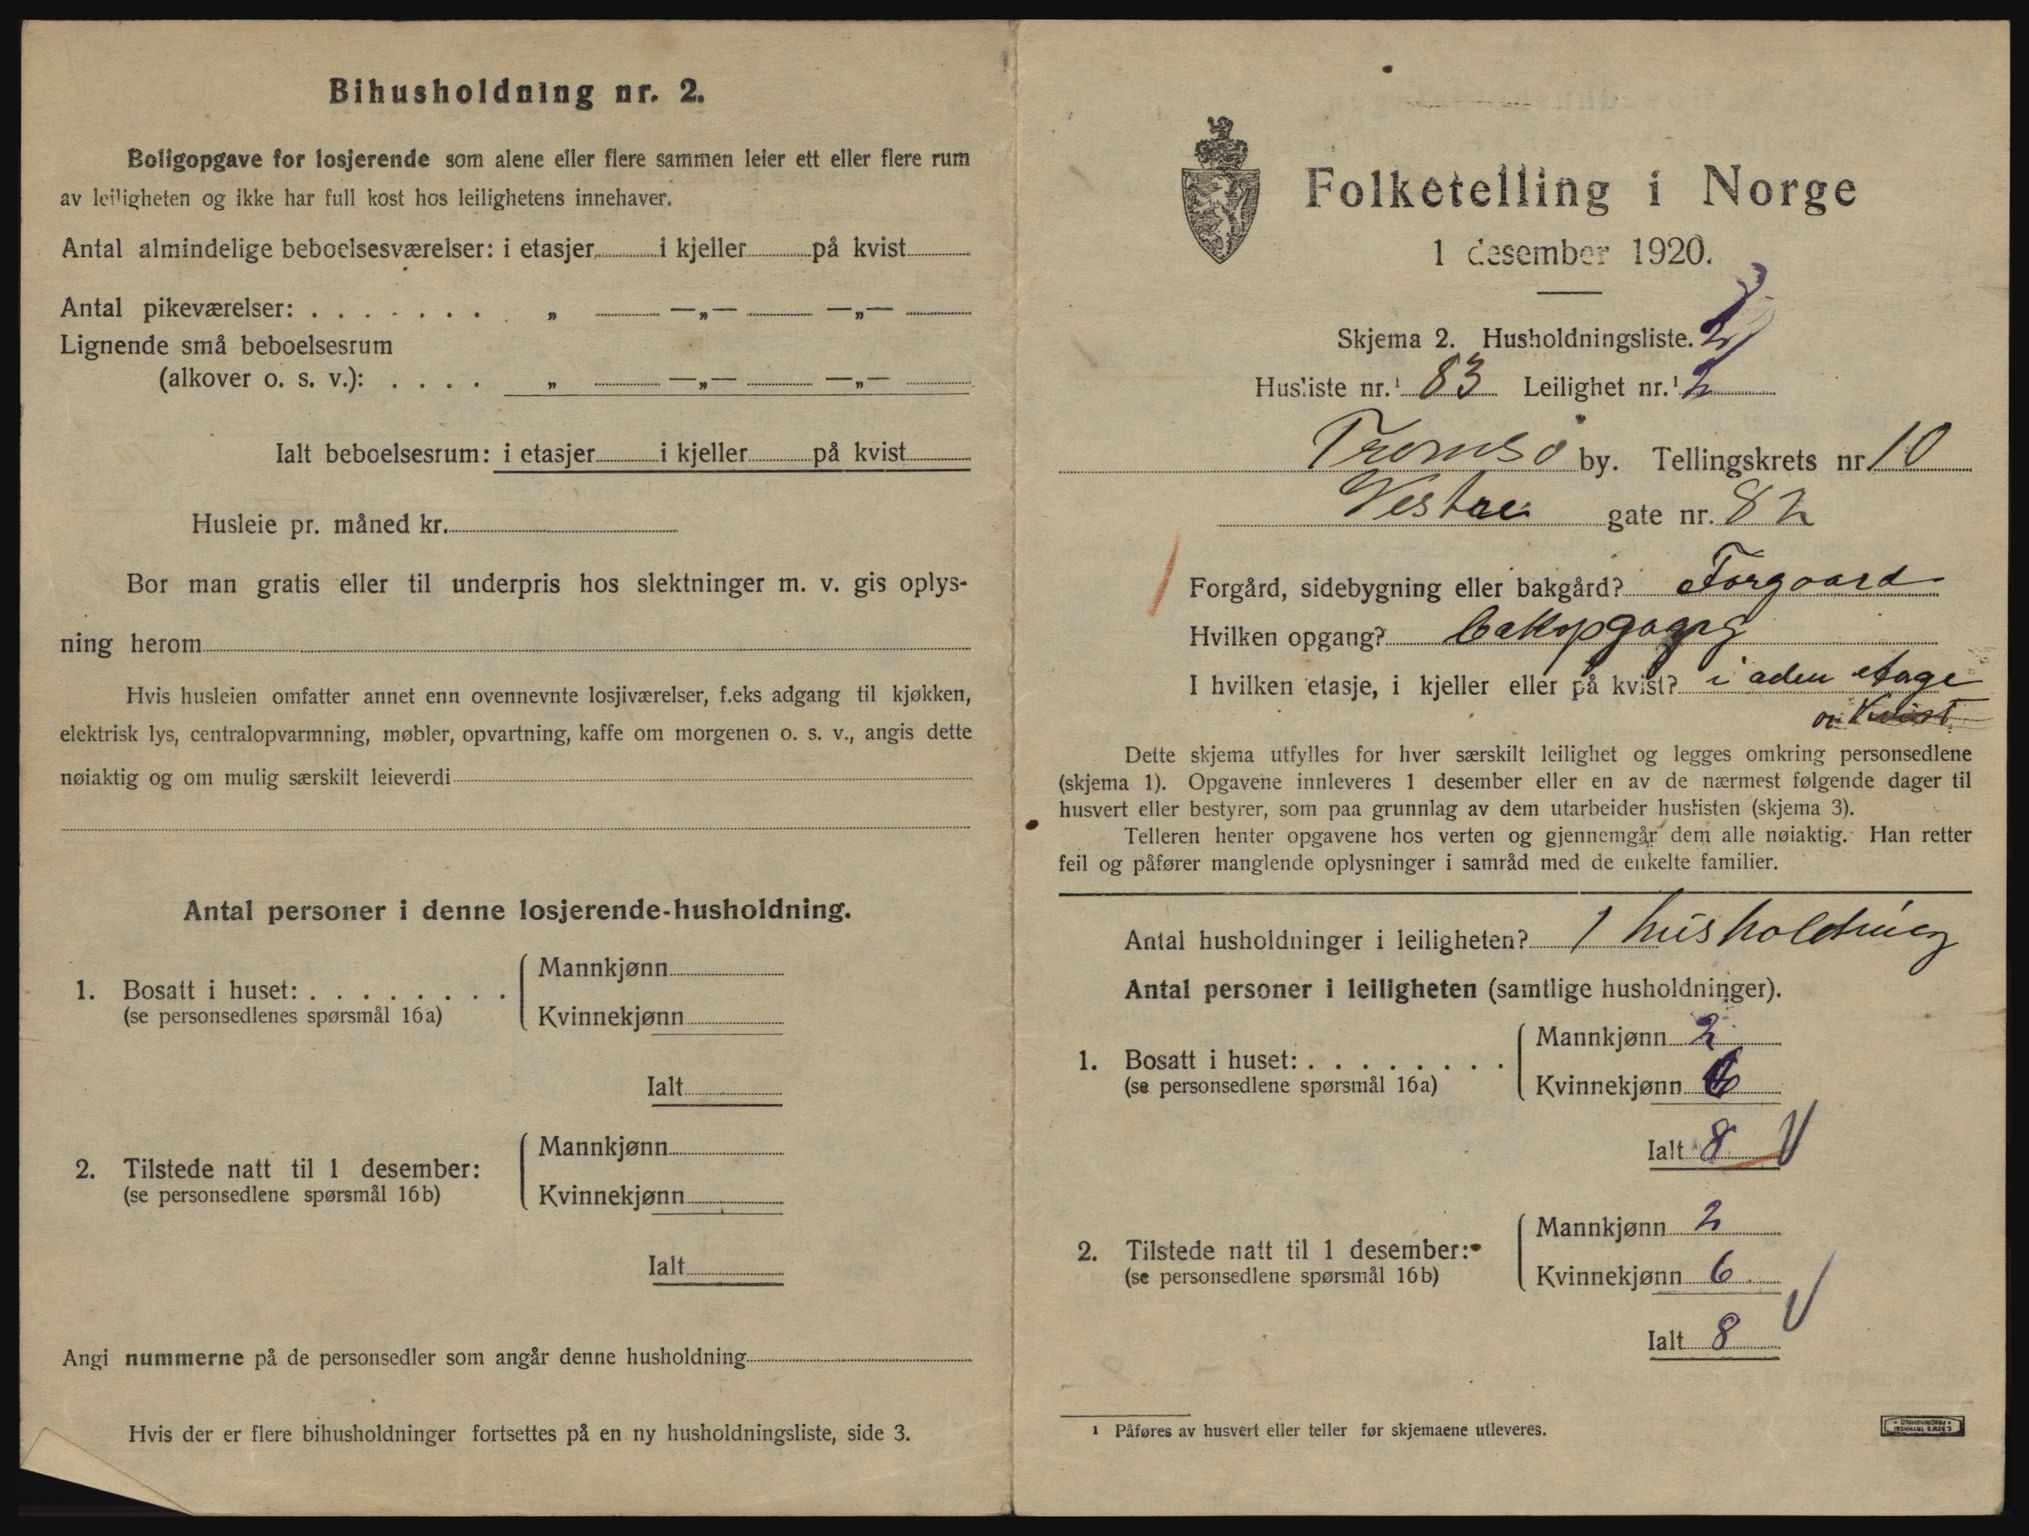 Bihusholdning nr. 2.
Boligopgave for losjerende som alene eller flere sammen leier ett eller flere rum
av leiligheten og ikke har full kost hos leilighetens innehaver.
Antal almindelige beboelsesværelser: i etasjer i kjeller på kvist
Antal pikeværelser: . . . . . . . „ —„— —„—
Lignende små beboelsesrum
(alkover o. s. v.): . . . . „ —„— —„—
Ialt beboelsesrum: i etasjer i kjeller på kvist
Husleie pr. måned kr.
Bor man gratis eller til underpris hos slektninger m. v. gis oplys-
ning herom
Hvis husleien omfatter annet enn ovennevnte losjiværelser, f.eks adgang til kjøkken,
elektrisk lys, centralopvarmning, møbler, opvartning, kaffe om morgenen o. s. v., angis dette
nøiaktig og om mulig særskilt leieverdi
Antal personer i denne losjerende-husholdning.
1. Bosatt i huset: . . . . . . . . Mannkjønn
(se personsedlenes spørsmål 16a) Kvinnekjønn
Ialt
2. Tilstede natt til 1 desember: Mannkjønn
(se personsedlene spørsmål 16b) Kvinnekjønn
Ialt
Angi nummerne på de personsedler som angår denne husholdning
Hvis der er flere bihusholdninger fortsettes på en ny husholdningsliste, side 3.
Folketelling i Norge
1 desember 1920.
Skjema 2. Husholdningsliste.
Husliste nr.¹ 83 Leilighet nr.¹ 2
Tromsø by. Tellingskrets nr 10
Vestre gate nr. 82
Forgård, sidebygning eller bakgård? Forgaard
Hvilken opgang? bakopgang
I hvilken etasje, i kjeller eller på kvist? i aden etage
Kvist
Dette skjema utfylles for hver særskilt leilighet og legges omkring personsedlene
(skjema 1). Opgavene innleveres 1 desember eller en av de nærmest følgende dager til
husvert eller bestyrer, som paa grunnlag av dem utarbeider huslisten (skjema 3).
Telleren henter opgavene hos verten og gjennemgår dem alle nøiaktig. Han retter
feil og påfører manglende oplysninger i samråd med de enkelte familier.
Antal husholdninger i leiligheten? 1 husholdning
Antal personer i leiligheten (samtlige husholdninger).
1. Bosatt i huset: . . . . . . . . Mannkjønn 2
(se personsedlene spørsmål 16a) Kvinnekjønn 6
Ialt 8
2. Tilstede natt til 1 desember: Mannkjønn 2
(se personsedlene spørsmål 16b) Kvinnekjønn 6
Ialt 8
¹ Påføres av husvert eller teller før skjemaene utleveres.